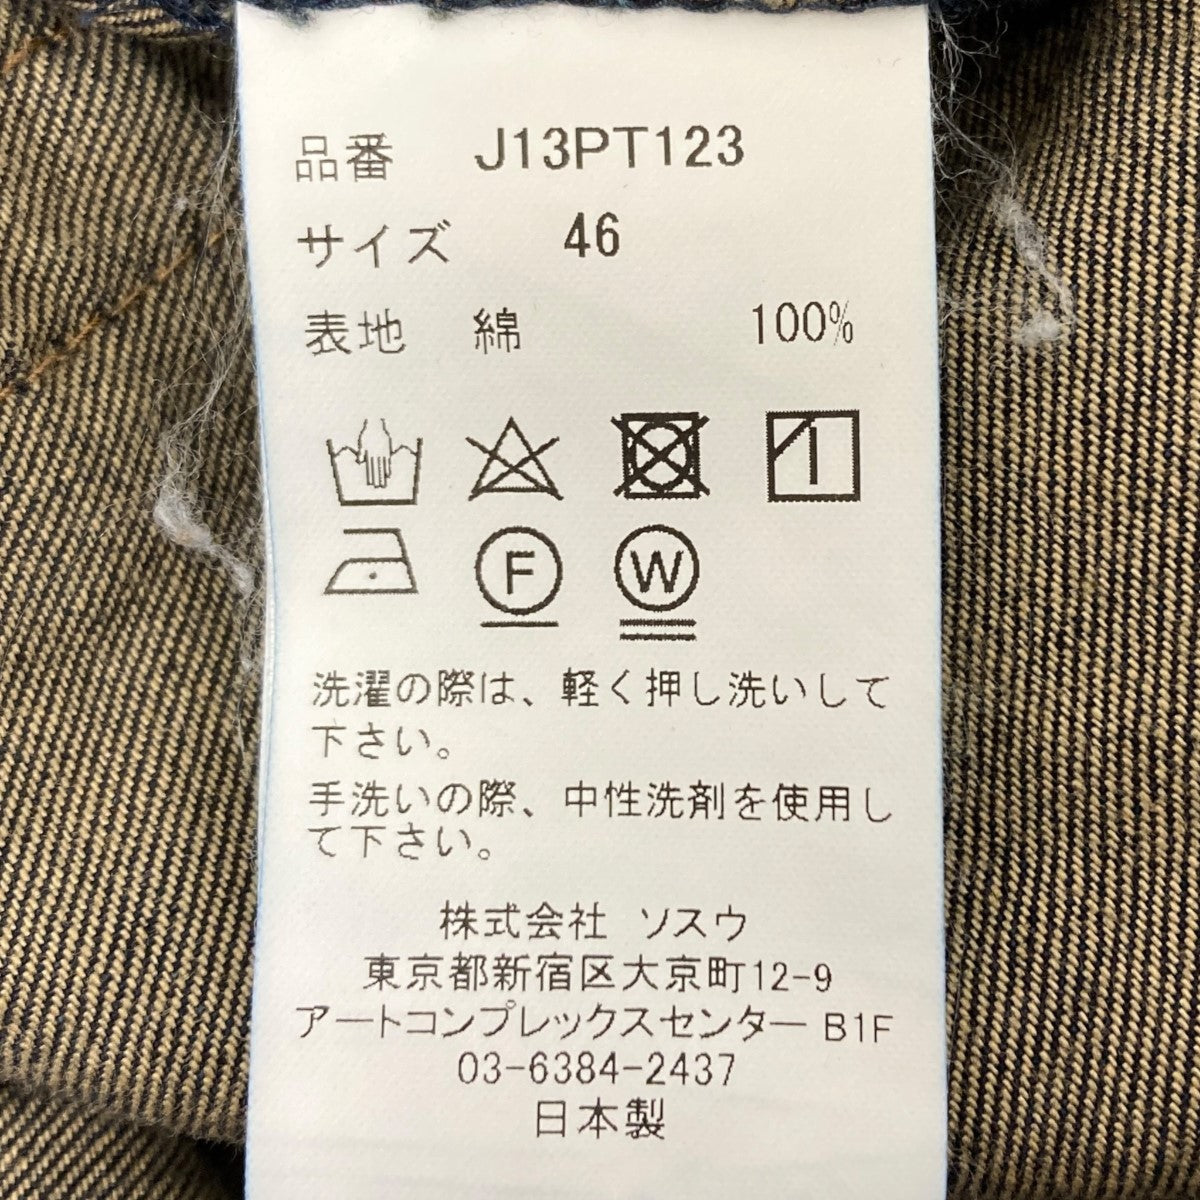 品番 J13PT123
サイズ 46
表地 綿 100%
F W
洗濯の際は、軽く押し洗いして
下さい。
手洗いの際、中性洗剤を使用し
て下さい。
株式会社 ソスウ
東京都新宿区大京町12-9
アートコンプレックスセンター B1F
03-6384-2437
日本製